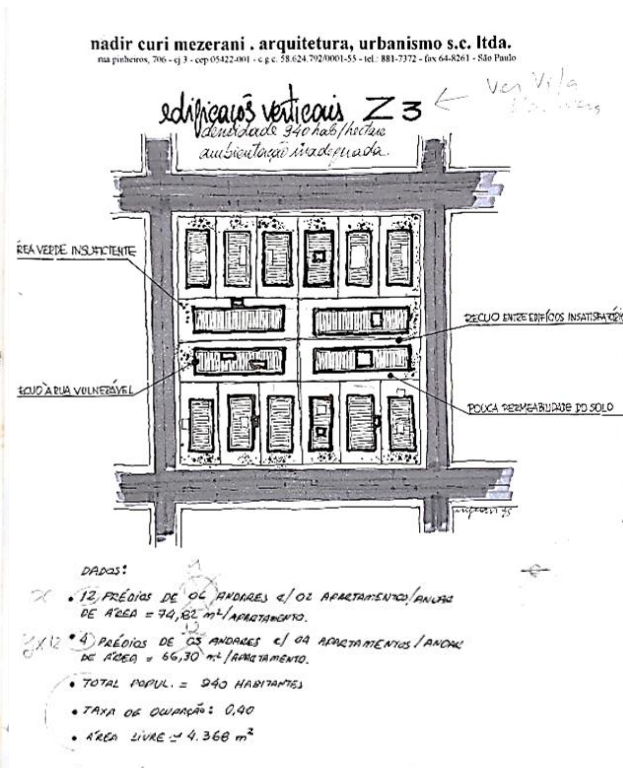 nadir curi mezerani . arquitetura, urbanismo s.c. ltda.
rua pinheiros, 706 - cj 3 - cep 05422-001 - c g c. 58.624.792/0001-55 - tel.: 881-7372 - fax 64-8261 - São Paulo
Ver Vila
edificações verticais Z3
densidade 940 hab/hectare
ambientação inadequada.
ÁREA VERDE INSUFICIENTE
RECUO ENTRE EDIFÍCIOS INSATISFATÓRIO
RECUO À RUA VULNERÁVEL
POUCA PERMEABILIDADE DO SOLO
DADOS:
• 12 PRÉDIOS DE ANDARES C/ 02 APARTAMENTOS/ANDAR
DE ÁREA = 74,82 m²/APARTAMENTO.
x12 • 4 PRÉDIOS DE ANDARES C/ 04 APARTAMENTOS/ANDAR
DE ÁREA = 66,30 m²/APARTAMENTO.
• TOTAL POPUL. = 940 HABITANTES
• TAXA DE OCUPAÇÃO: 0,40
• ÁREA LIVRE = 4.368 m²